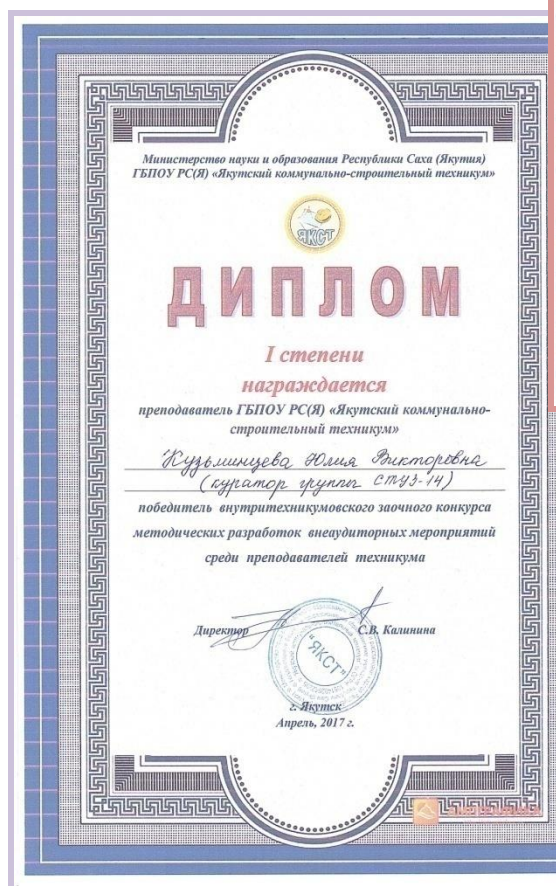 Министерство науки и образования Республики Саха (Якутия)
ГБПОУ РС(Я) «Якутский коммунально-строительный техникум»
ЯКСТ
ДИПЛОМ
I степени
награждается
преподаватель ГБПОУ РС(Я) «Якутский коммунально-
строительный техникум»
Кузьминцева Юлия Викторовна
(куратор группы СТУЗ-14)
победитель внутритехникумовского заочного конкурса
методических разработок внеаудиторных мероприятий
среди преподавателей техникума
Директор С.В. Калинина
"ЯКСТ"
г. Якутск
Апрель, 2017 г.